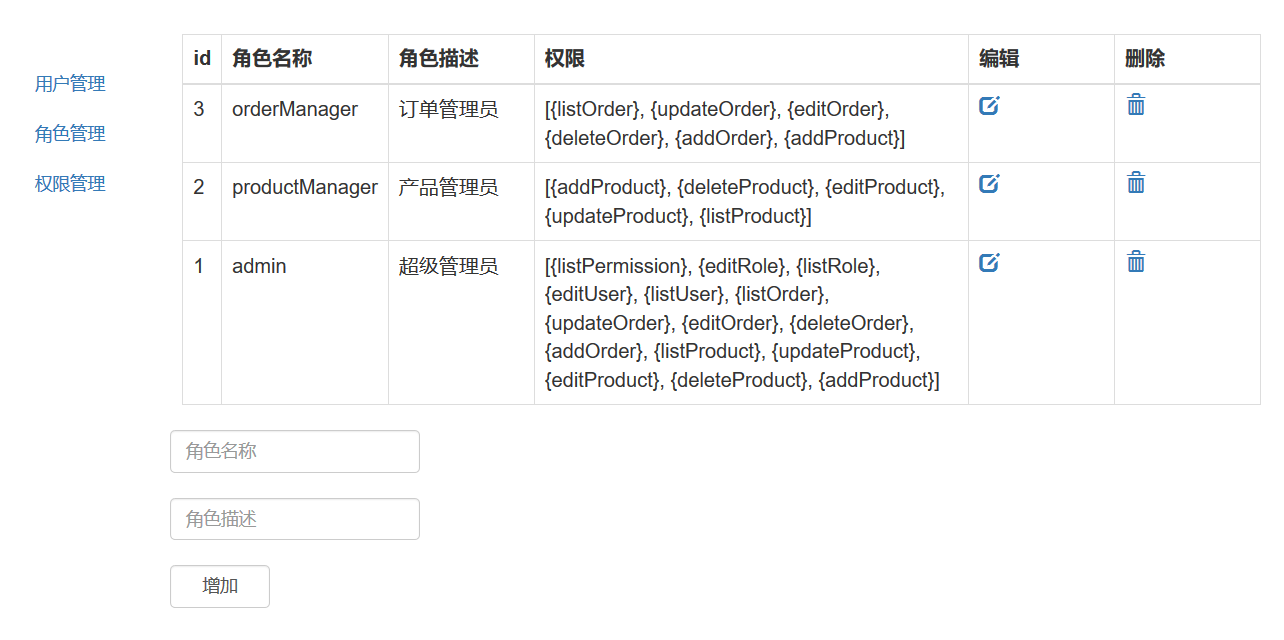 用户管理
角色管理
权限管理
id 角色名称 角色描述 权限 编辑 删除
3 orderManager 订单管理员 [{listOrder}, {updateOrder}, {editOrder},
{deleteOrder}, {addOrder}, {addProduct}]
2 productManager 产品管理员 [{addProduct}, {deleteProduct}, {editProduct},
{updateProduct}, {listProduct}]
1 admin 超级管理员 [{listPermission}, {editRole}, {listRole},
{editUser}, {listUser}, {listOrder},
{updateOrder}, {editOrder}, {deleteOrder},
{addOrder}, {listProduct}, {updateProduct},
{editProduct}, {deleteProduct}, {addProduct}]
角色名称
角色描述
增加